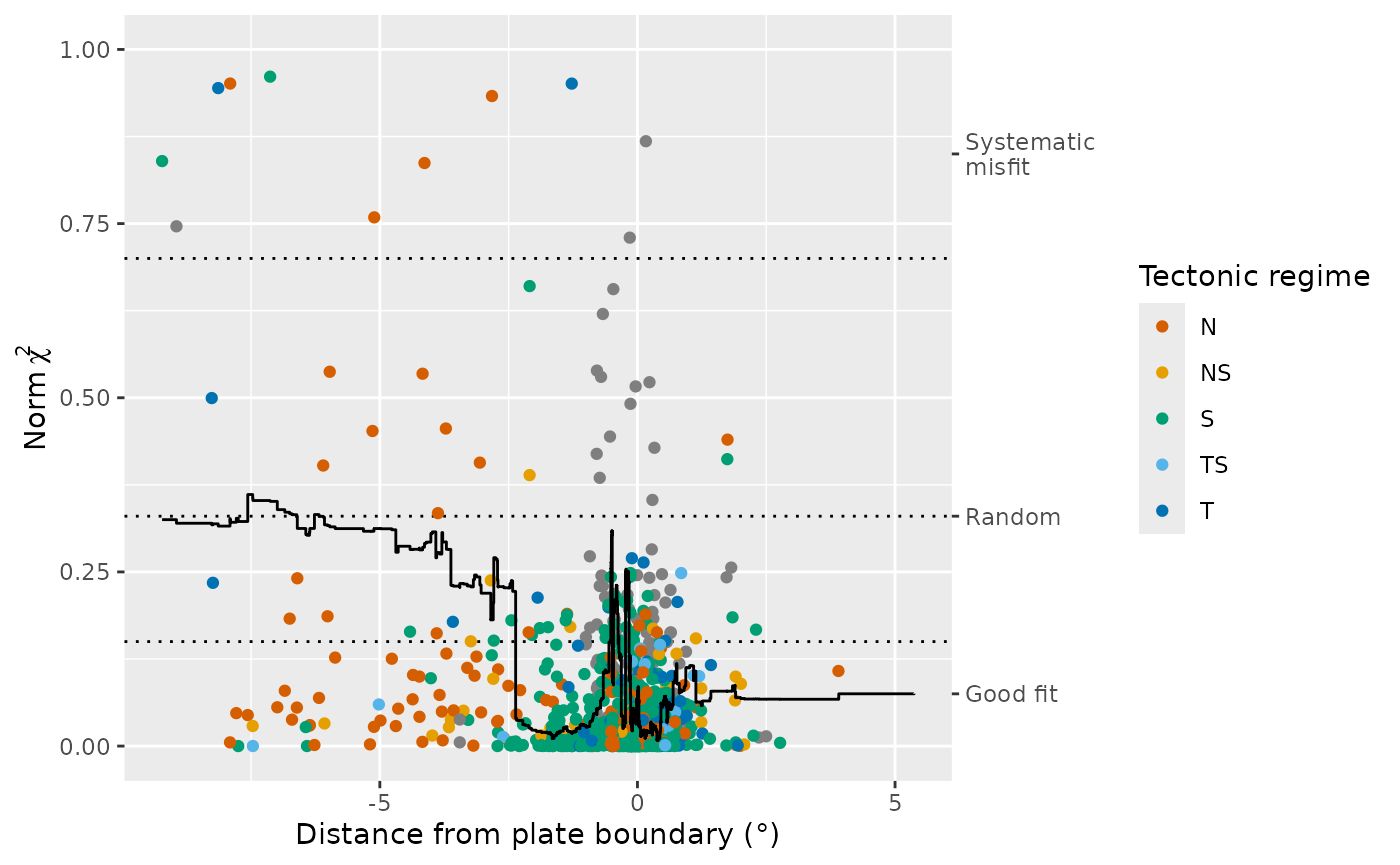 1.00
0.75
0.50
0.25
0.00
Norm χ²
-5
0
5
Distance from plate boundary (°)
Systematic
misfit
Random
Good fit
Tectonic regime
N
NS
S
TS
T